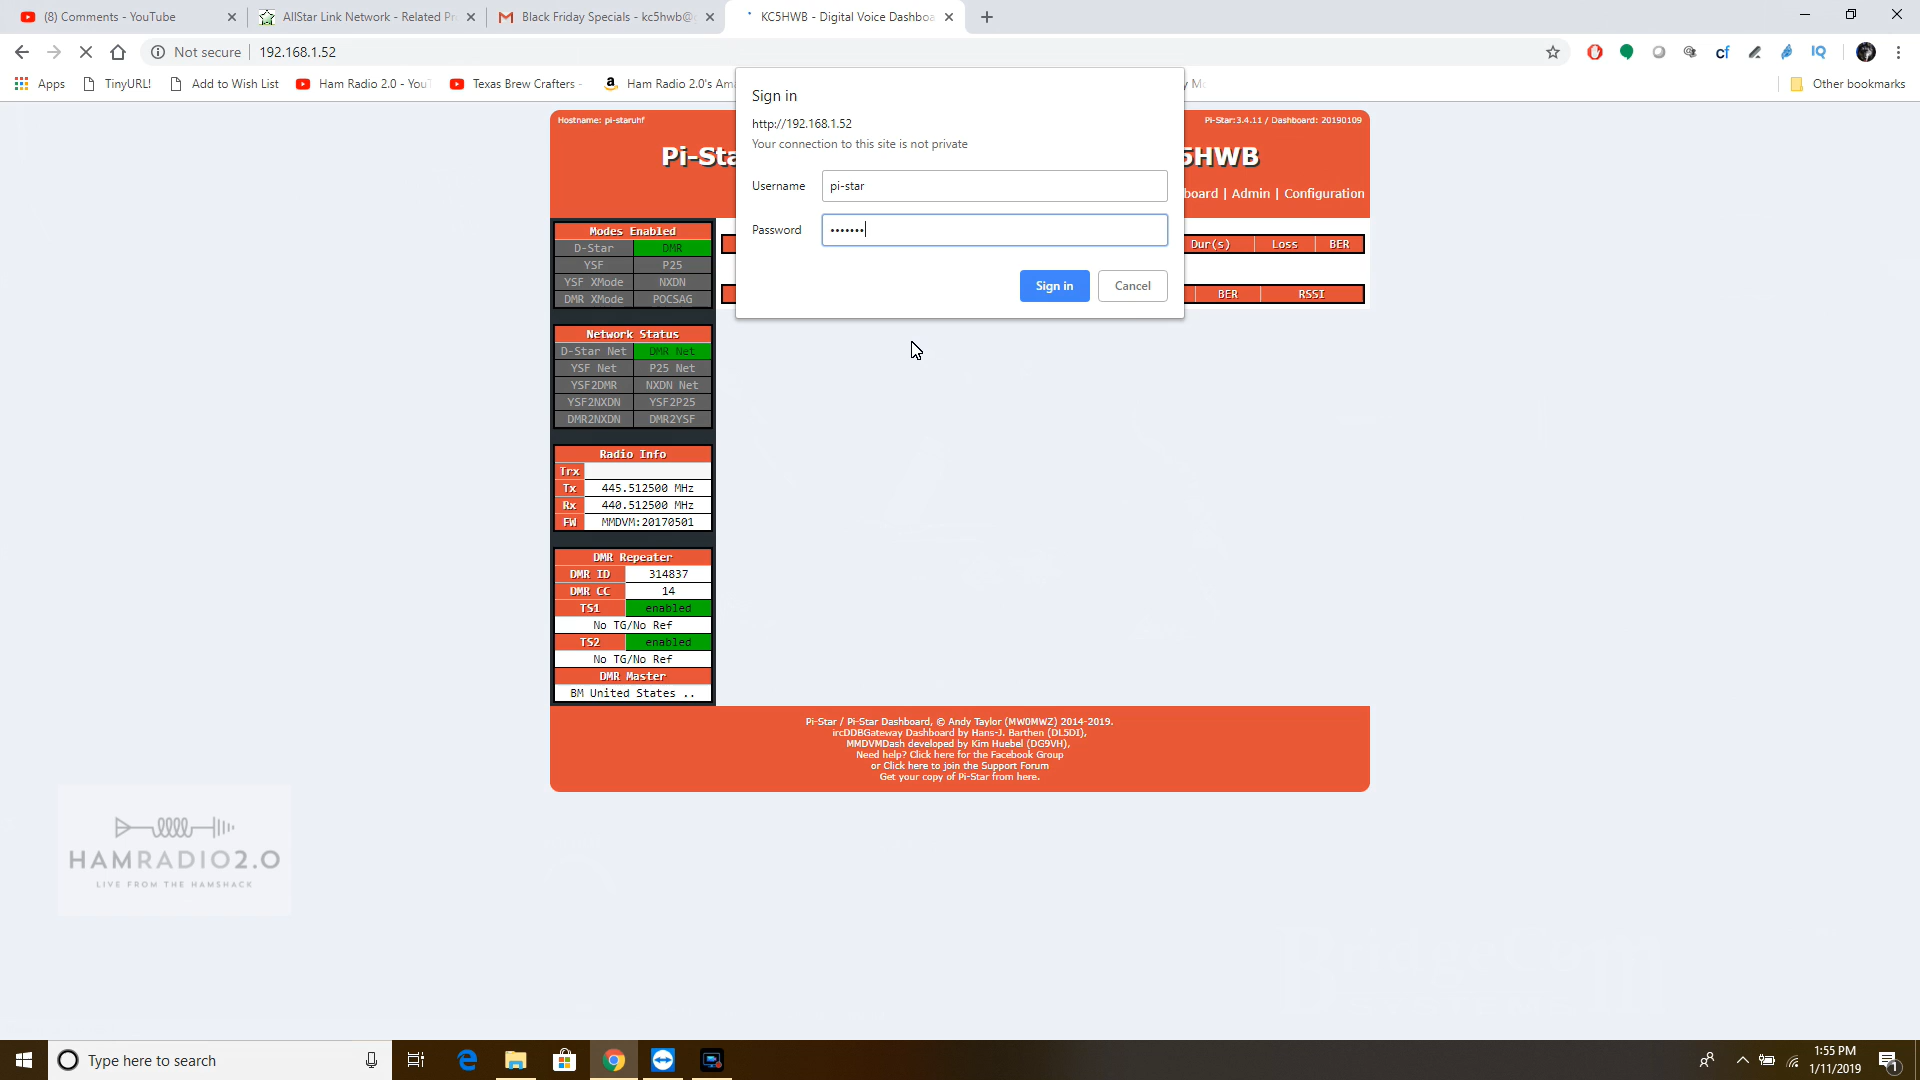 (8) Comments - YouTube
AllStar Link Network - Related Pr
Black Friday Specials - kc5hwb@
KC5HWB - Digital Voice Dashboa
Not secure
192.168.1.52
cf
IQ
Apps
TinyURL!
Add to Wish List
Ham Radio 2.0 - YouT
Texas Brew Crafters -
Ham Radio 2.0's Am
Other bookmarks
Sign in
http://192.168.1.52
Your connection to this site is not private
Username
pi-star
Password
•••••••
Sign in
Cancel
Hostname: pi-staruhf
Pi-Star:3.4.11 / Dashboard: 20190109
Pi-Sta
5HWB
board | Admin | Configuration
Dur(s) Loss BER
BER RSSI
Modes Enabled
D-Star DMR
YSF P25
YSF XMode NXDN
DMR XMode POCSAG
Network Status
D-Star Net DMR Net
YSF Net P25 Net
YSF2DMR NXDN Net
YSF2NXDN YSF2P25
DMR2NXDN DMR2YSF
Radio Info
Trx
Tx 445.512500 MHz
Rx 440.512500 MHz
FW MMDVM:20170501
DMR Repeater
DMR ID 314837
DMR CC 14
TS1 enabled
No TG/No Ref
TS2 enabled
No TG/No Ref
DMR Master
BM United States ..
Pi-Star / Pi-Star Dashboard, © Andy Taylor (MW0MWZ) 2014-2019.
ircDDBGateway Dashboard by Hans-J. Barthen (DL5DI),
MMDVMDash developed by Kim Huebel (DG9VH),
Need help? Click here for the Facebook Group
or Click here to join the Support Forum
Get your copy of Pi-Star from here.
HAMRADIO2.0
LIVE FROM THE HAMSHACK
Type here to search
1:55 PM
1/11/2019
1